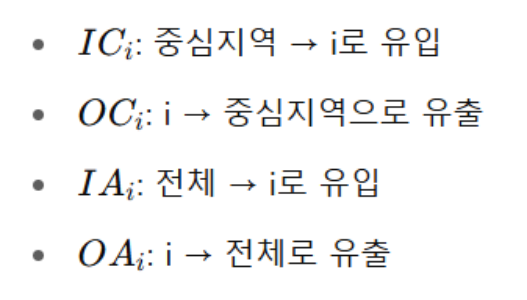 • ICᵢ: 중심지역 → i로 유입
• OCᵢ: i → 중심지역으로 유출
• IAᵢ: 전체 → i로 유입
• OAᵢ: i → 전체로 유출